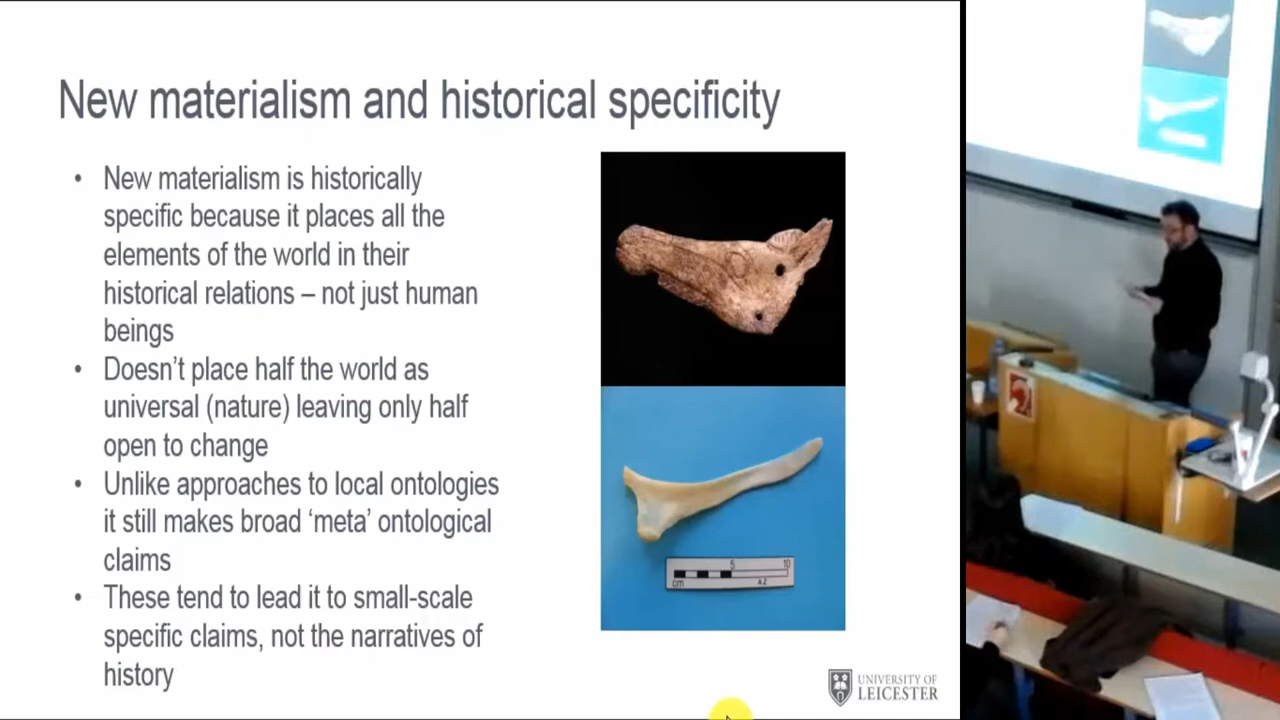 New materialism and historical specificity
• New materialism is historically
specific because it places all the
elements of the world in their
historical relations – not just human
beings
• Doesn’t place half the world as
universal (nature) leaving only half
open to change
• Unlike approaches to local ontologies
it still makes broad ‘meta’ ontological
claims
• These tend to lead it to small-scale
specific claims, not the narratives of
history
5 10
cm A.Z
UNIVERSITY OF
LEICESTER